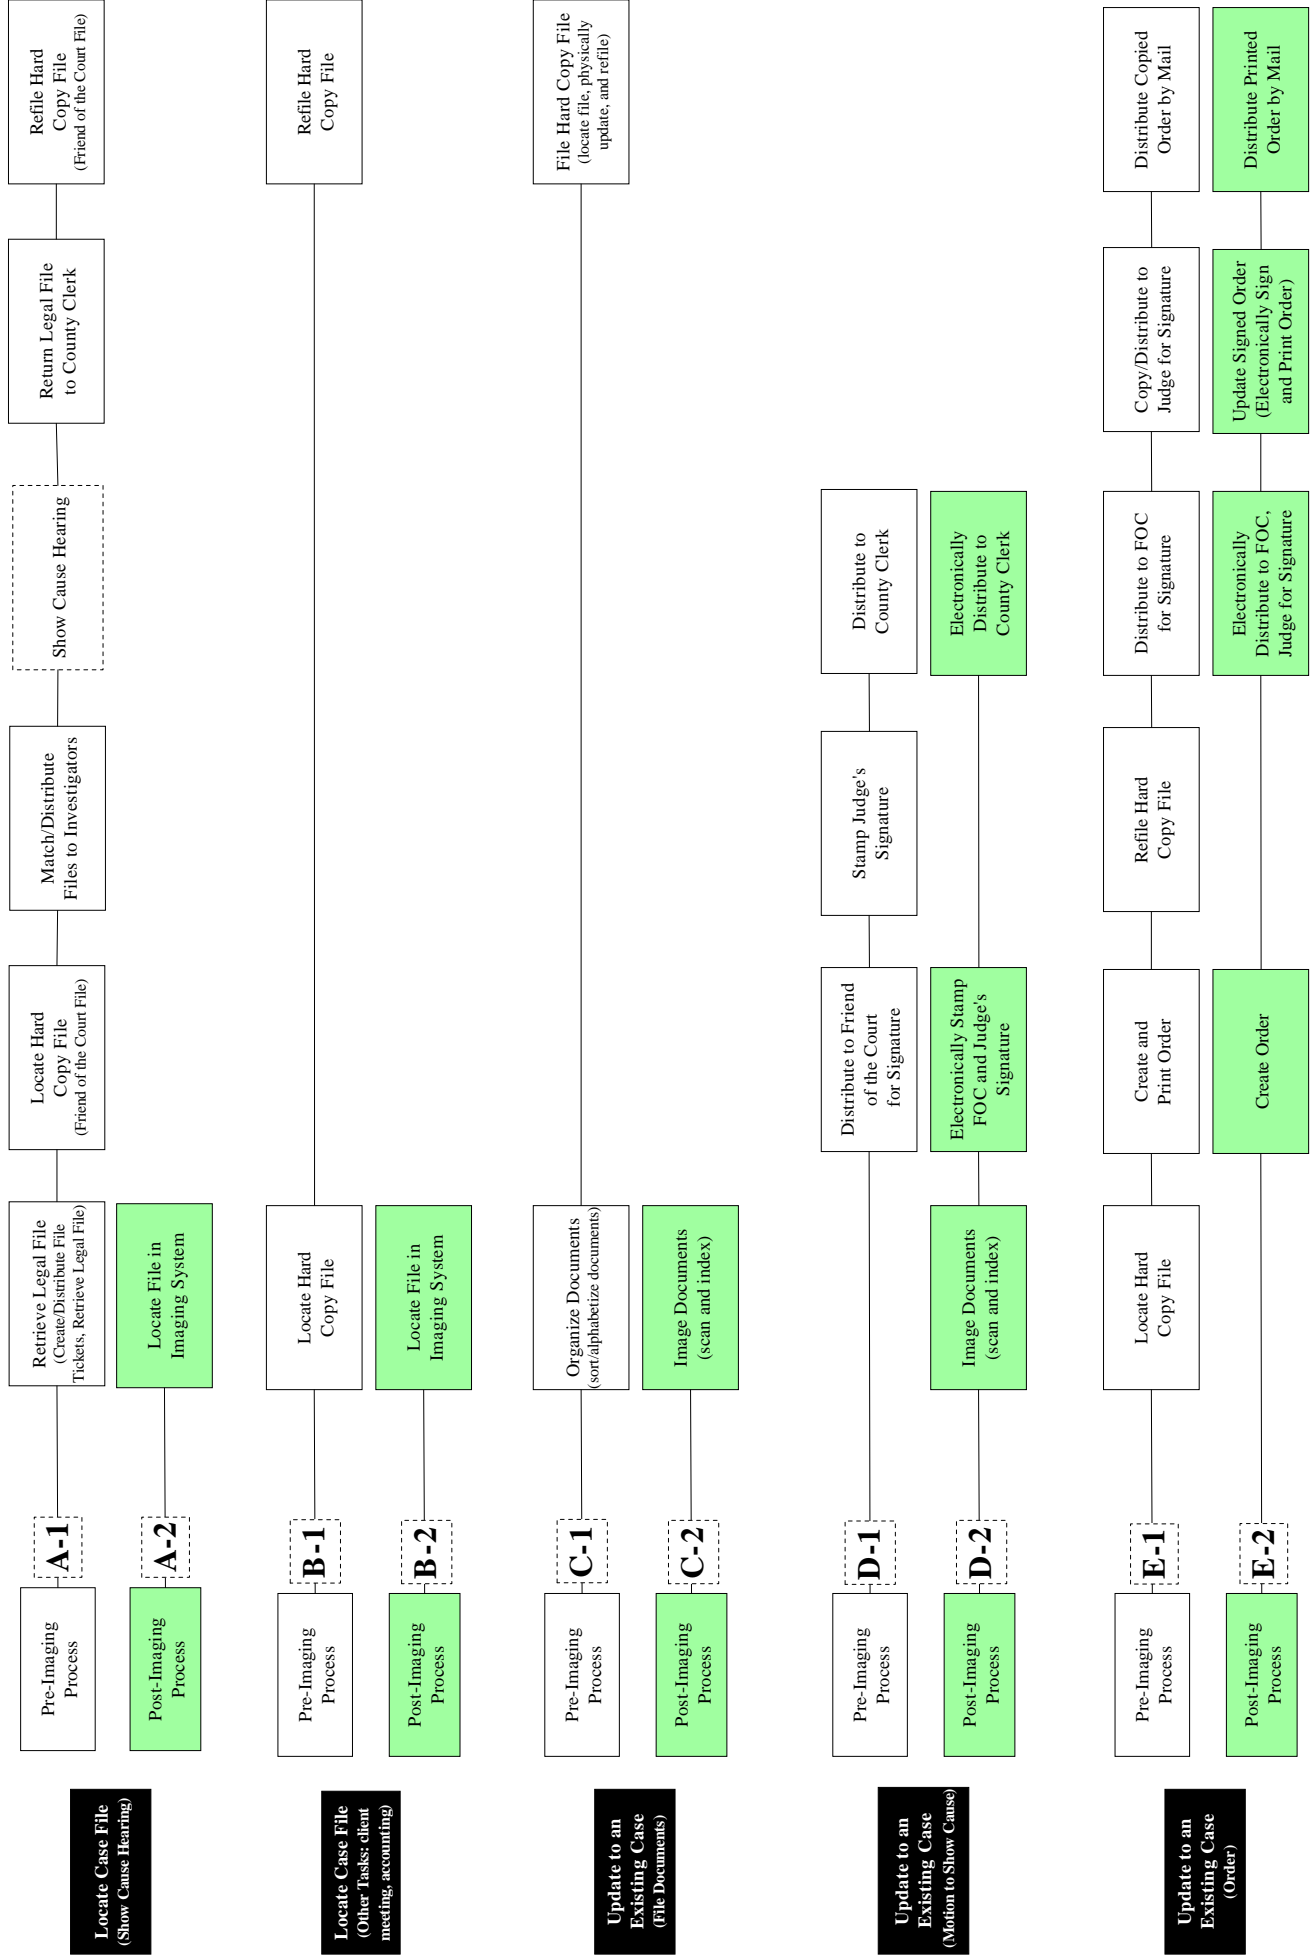 Locate Case File
(Show Cause Hearing)
Pre-Imaging
Process
A-1
Retrieve Legal File
(Create/Distribute File
Tickets, Retrieve Legal File)
Locate Hard
Copy File
(Friend of the Court File)
Match/Distribute
Files to Investigators
Show Cause Hearing
Return Legal File
to County Clerk
Refile Hard
Copy File
(Friend of the Court File)
Post-Imaging
Process
A-2
Locate File in
Imaging System
Locate Case File
(Other Tasks: client
meeting, accounting)
Pre-Imaging
Process
B-1
Locate Hard
Copy File
Refile Hard
Copy File
Post-Imaging
Process
B-2
Locate File in
Imaging System
Update to an
Existing Case
(File Documents)
Pre-Imaging
Process
C-1
Organize Documents
(sort/alphabetize documents)
File Hard Copy File
(locate file, physically
update, and refile)
Post-Imaging
Process
C-2
Image Documents
(scan and index)
Update to an
Existing Case
(Motion to Show Cause)
Pre-Imaging
Process
D-1
Distribute to Friend
of the Court
for Signature
Stamp Judge's
Signature
Distribute to
County Clerk
Post-Imaging
Process
D-2
Image Documents
(scan and index)
Electronically Stamp
FOC and Judge's
Signature
Electronically
Distribute to
County Clerk
Update to an
Existing Case
(Order)
Pre-Imaging
Process
E-1
Locate Hard
Copy File
Create and
Print Order
Refile Hard
Copy File
Distribute to FOC
for Signature
Copy/Distribute to
Judge for Signature
Distribute Copied
Order by Mail
Post-Imaging
Process
E-2
Create Order
Electronically
Distribute to FOC,
Judge for Signature
Update Signed Order
(Electronically Sign
and Print Order)
Distribute Printed
Order by Mail